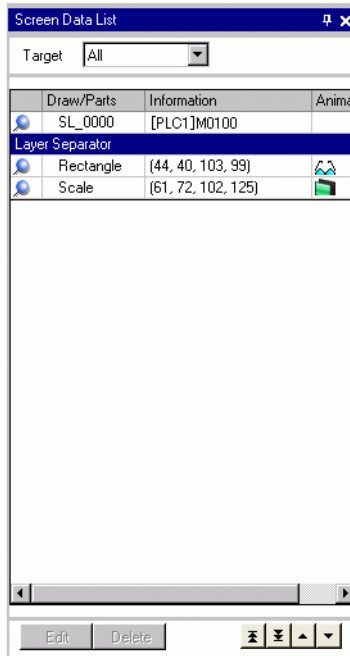 Screen Data List
Target All
Draw/Parts Information Anima
SL_0000 [PLC1]M0100
Layer Separator
Rectangle (44, 40, 103, 99)
Scale (61, 72, 102, 125)
Edit Delete